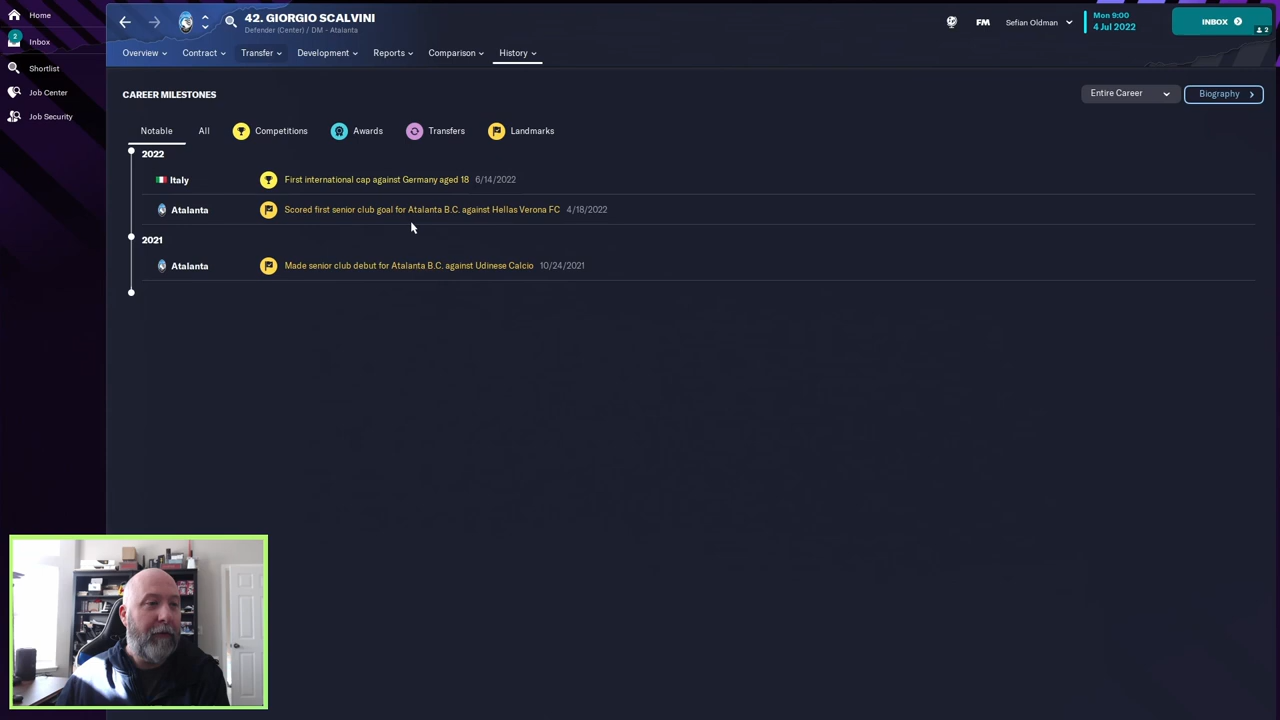 Home
2
Inbox
Shortlist
Job Center
Job Security
42. GIORGIO SCALVINI
Defender (Center) / DM - Atalanta
FM
Sefian Oldman
Mon 9:00
4 Jul 2022
INBOX
2
Overview
Contract
Transfer
Development
Reports
Comparison
History
CAREER MILESTONES
Entire Career
Biography
Notable
All
Competitions
Awards
Transfers
Landmarks
2022
Italy First international cap against Germany aged 18 6/14/2022
Atalanta Scored first senior club goal for Atalanta B.C. against Hellas Verona FC 4/18/2022
2021
Atalanta Made senior club debut for Atalanta B.C. against Udinese Calcio 10/24/2021